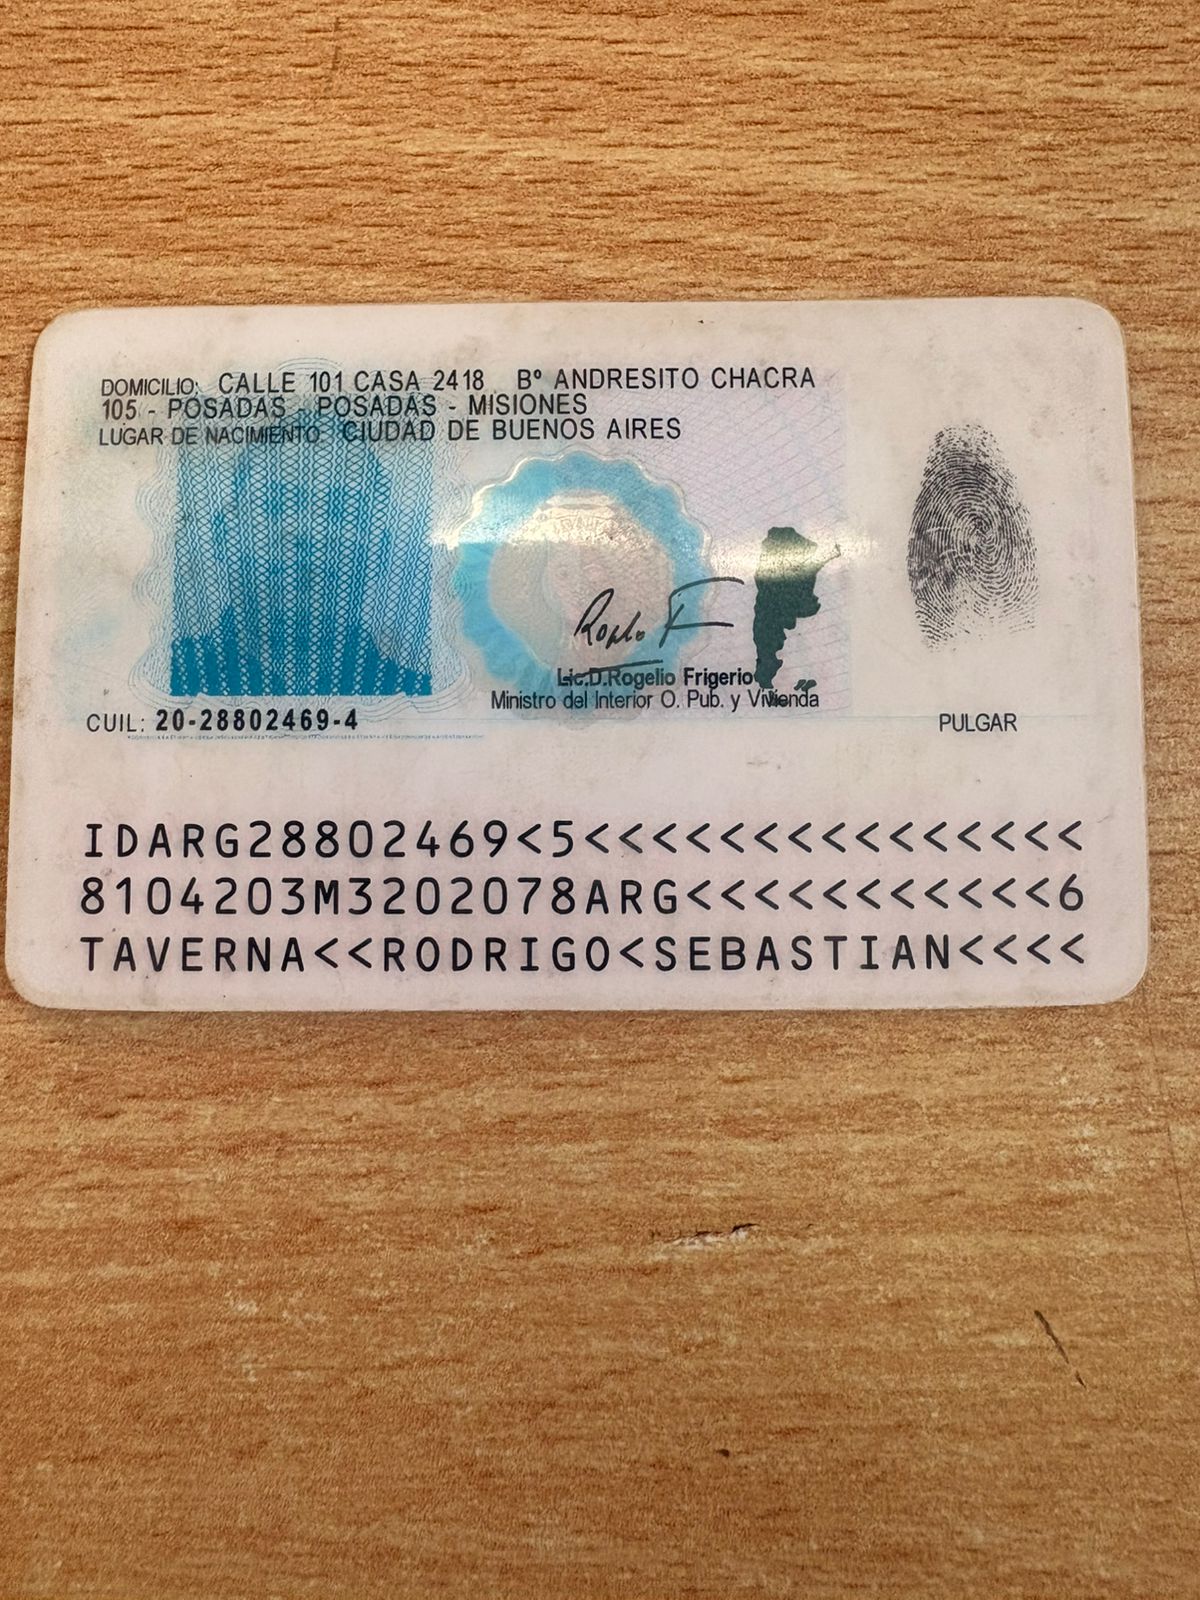 DOMICILIO: CALLE 101 CASA 2418 Bº ANDRESITO CHACRA
105 - POSADAS - POSADAS - MISIONES
LUGAR DE NACIMIENTO: CIUDAD DE BUENOS AIRES
Lic.D.Rogelio Frigerio
Ministro del Interior O. Pub. y Vivienda
CUIL: 20-28802469-4
PULGAR
IDARG28802469<5<<<<<<<<<<<<<<<
8104203M3202078ARG<<<<<<<<<<<6
TAVERNA<<RODRIGO<SEBASTIAN<<<<